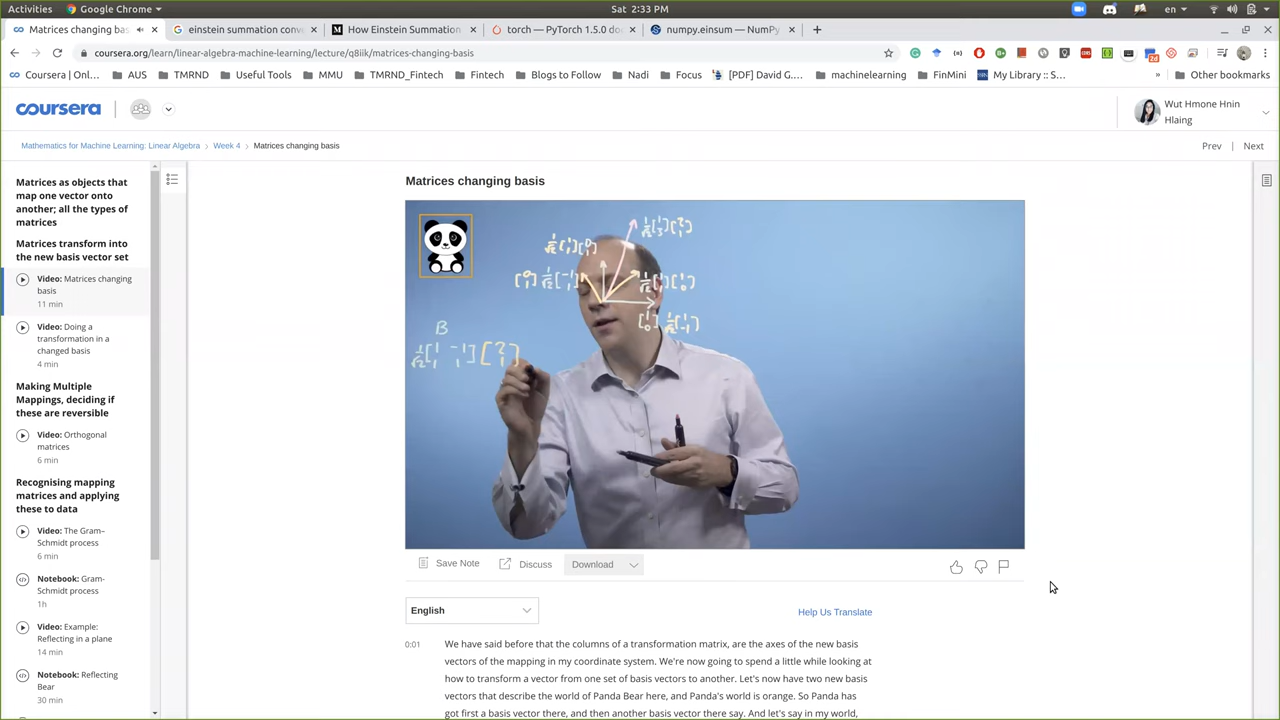 Activities
Google Chrome
Sat 2:33 PM
en
Matrices changing bas
einstein summation conv
How Einstein Summation
torch — PyTorch 1.5.0 do
numpy.einsum — NumPy
coursera.org/learn/linear-algebra-machine-learning/lecture/q8iik/matrices-changing-basis
Coursera | Onl...
AUS
TMRND
Useful Tools
MMU
TMRND_Fintech
Fintech
Blogs to Follow
Nadi
Focus
[PDF] David G....
machinelearning
FinMini
My Library :: S...
»
Other bookmarks
coursera
Wut Hmone Hnin
Hlaing
Mathematics for Machine Learning: Linear Algebra > Week 4 > Matrices changing basis
Prev | Next
Matrices as objects that
map one vector onto
another; all the types of
matrices
Matrices transform into
the new basis vector set
Video: Matrices changing
basis
11 min
Video: Doing a
transformation in a
changed basis
4 min
Making Multiple
Mappings, deciding if
these are reversible
Video: Orthogonal
matrices
6 min
Recognising mapping
matrices and applying
these to data
Video: The Gram–
Schmidt process
6 min
Notebook: Gram-
Schmidt process
1h
Video: Example:
Reflecting in a plane
14 min
Notebook: Reflecting
Bear
30 min
Matrices changing basis
B
Save Note
Discuss
Download
English
Help Us Translate
0:01
We have said before that the columns of a transformation matrix, are the axes of the new basis
vectors of the mapping in my coordinate system. We're now going to spend a little while looking at
how to transform a vector from one set of basis vectors to another. Let's now have two new basis
vectors that describe the world of Panda Bear here, and Panda's world is orange. So Panda has
got first a basis vector there, and then another basis vector there say. And let's say in my world,